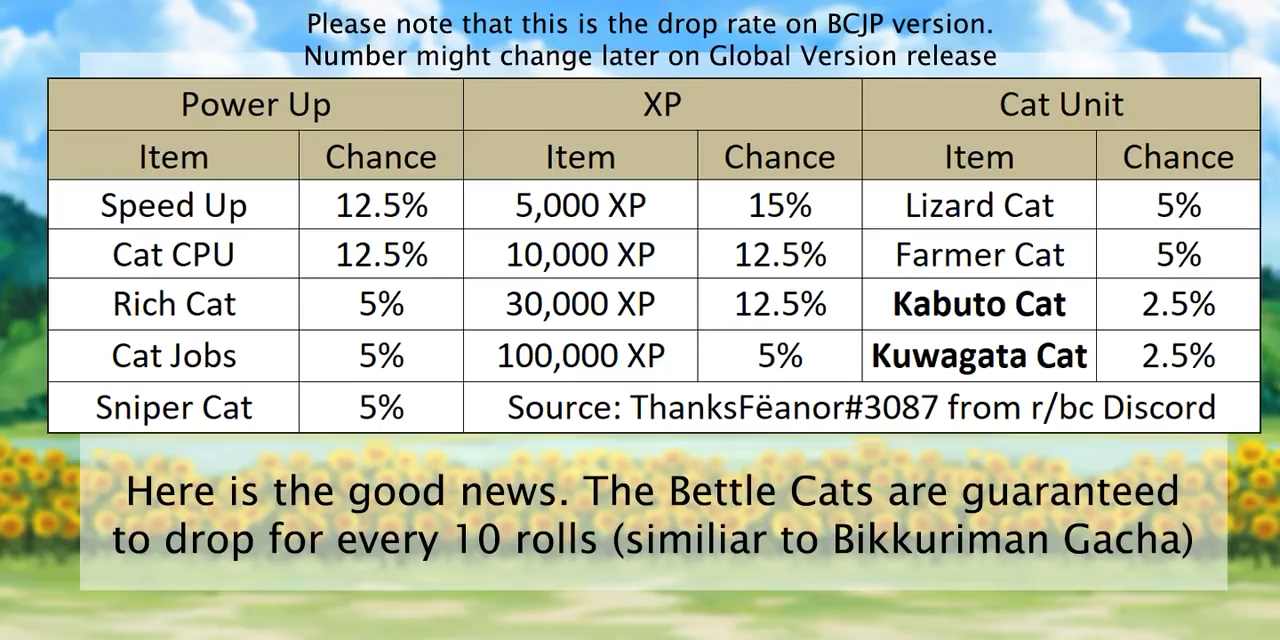 Please note that this is the drop rate on BCJP version.
Number might change later on Global Version release
Power Up XP Cat Unit
Item Chance Item Chance Item Chance
Speed Up 12.5% 5,000 XP 15% Lizard Cat 5%
Cat CPU 12.5% 10,000 XP 12.5% Farmer Cat 5%
Rich Cat 5% 30,000 XP 12.5% Kabuto Cat 2.5%
Cat Jobs 5% 100,000 XP 5% Kuwagata Cat 2.5%
Sniper Cat 5% Source: ThanksFëanor#3087 from r/bc Discord
Here is the good news. The Bettle Cats are guaranteed
to drop for every 10 rolls (similiar to Bikkuriman Gacha)